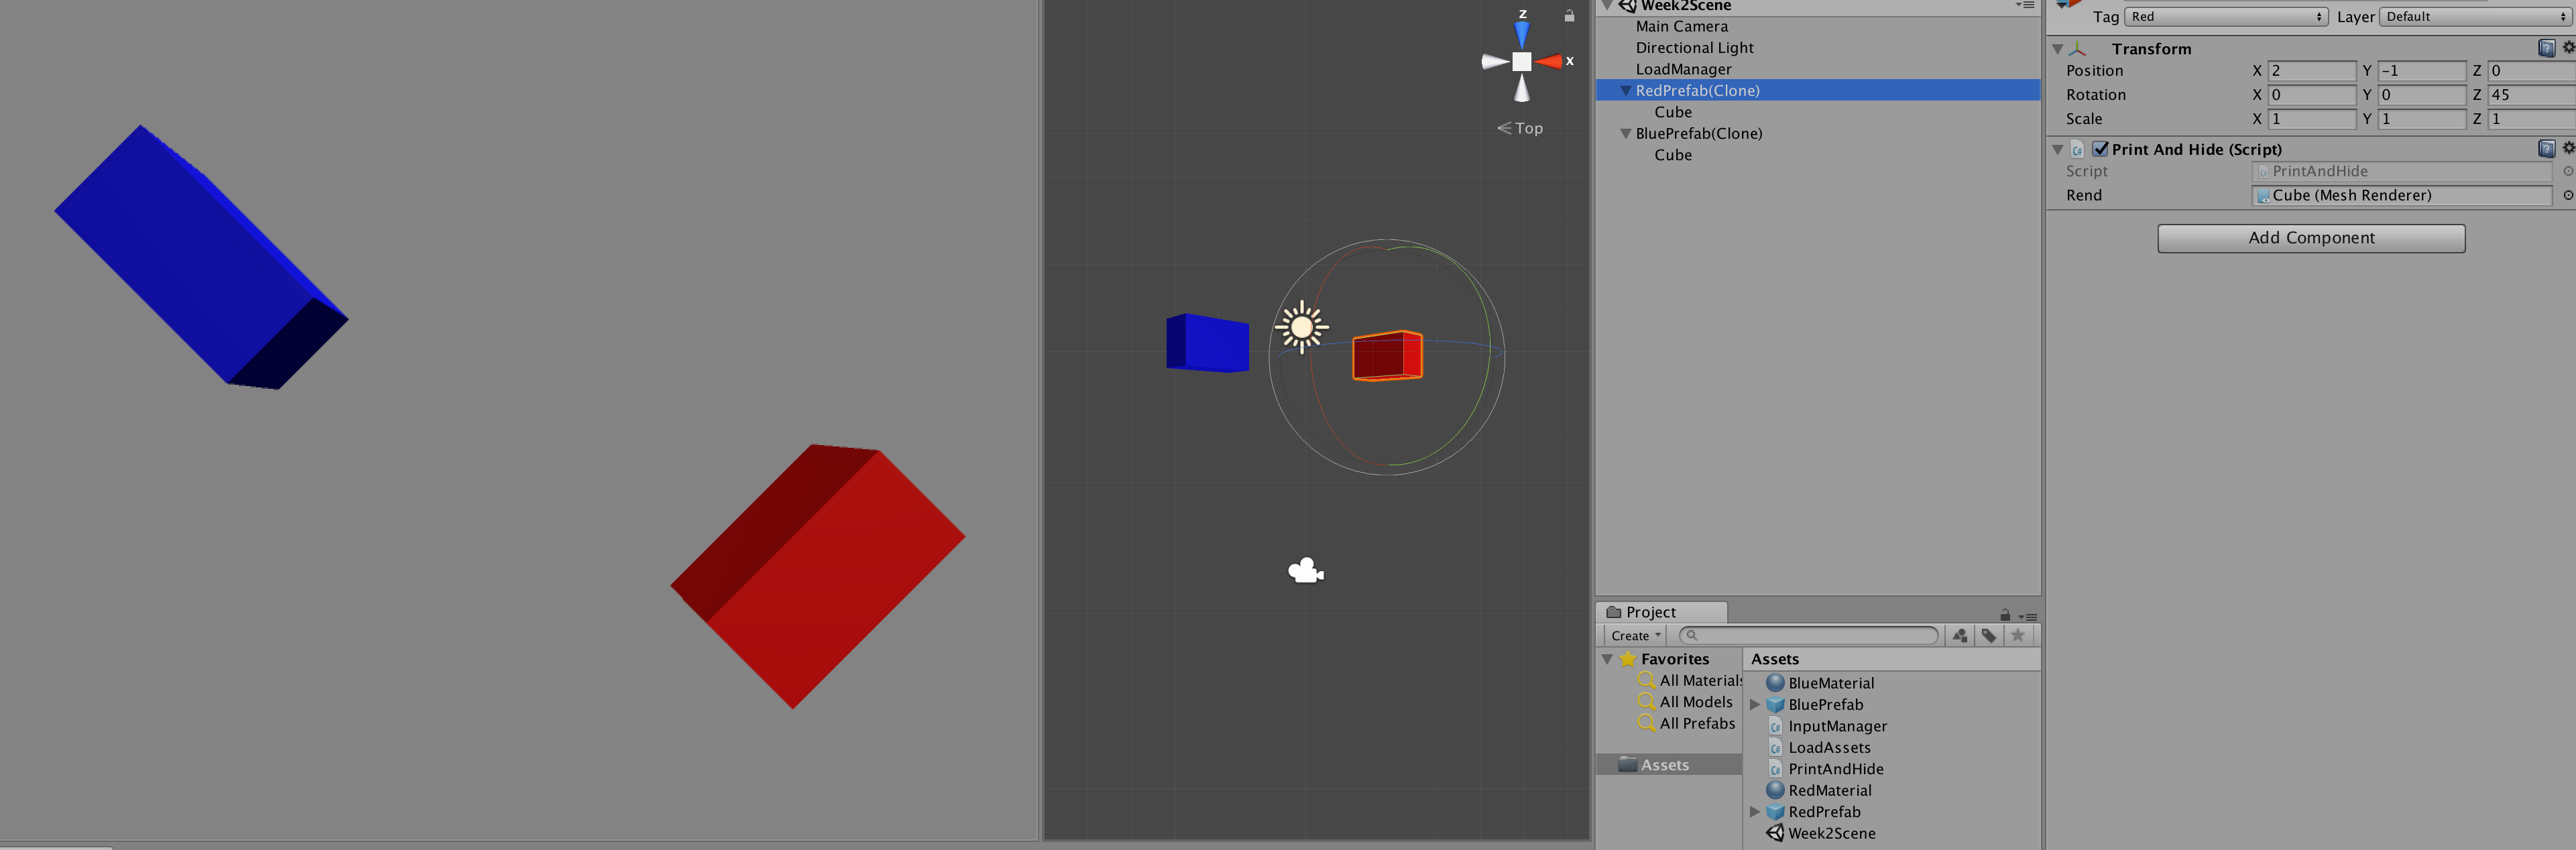 Z
X
Top
Week2Scene
Main Camera
Directional Light
LoadManager
RedPrefab(Clone)
Cube
BluePrefab(Clone)
Cube
Project
Create
Favorites
All Materials
All Models
All Prefabs
Assets
Assets
BlueMaterial
BluePrefab
InputManager
LoadAssets
PrintAndHide
RedMaterial
RedPrefab
Week2Scene
Tag Red Layer Default
Transform
Position X 2 Y -1 Z 0
Rotation X 0 Y 0 Z 45
Scale X 1 Y 1 Z 1
Print And Hide (Script)
Script PrintAndHide
Rend Cube (Mesh Renderer)
Add Component